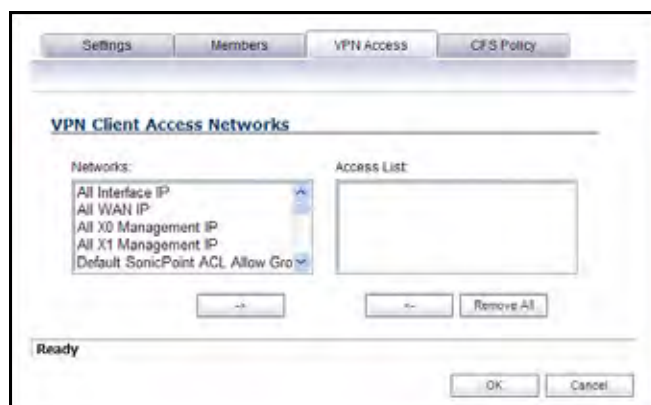 Settings Members VPN Access CFS Policy
VPN Client Access Networks
Networks: Access List:
All Interface IP
All WAN IP
All X0 Management IP
All X1 Management IP
Default SonicPoint ACL Allow Gro
-> <- Remove All
Ready
OK Cancel